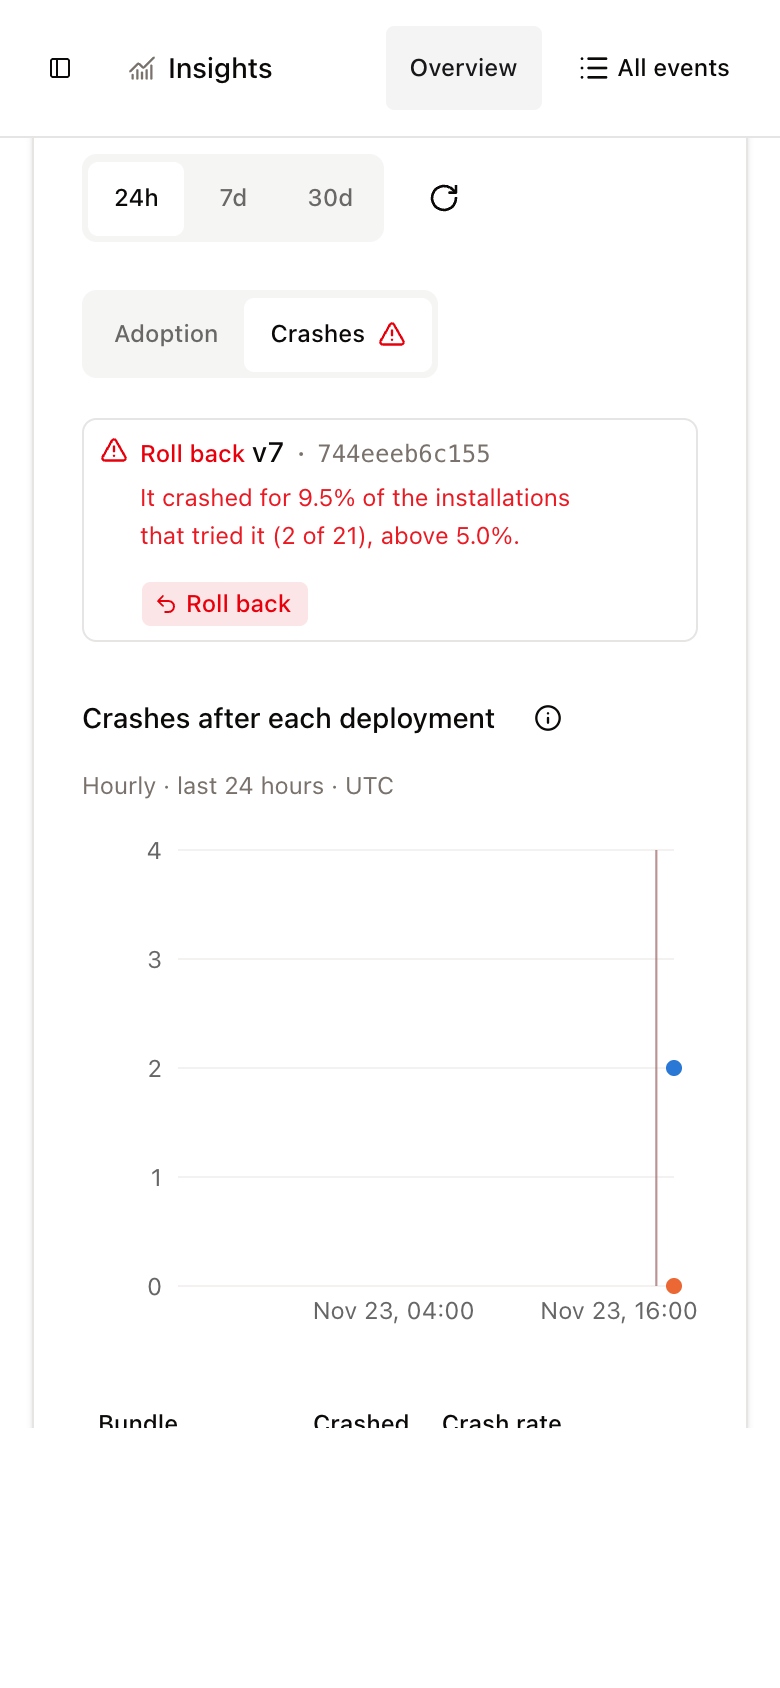 Insights
Overview
All events
24h
7d
30d
Adoption
Crashes
Roll back v7 · 744eeeb6c155
It crashed for 9.5% of the installations
that tried it (2 of 21), above 5.0%.
Roll back
Crashes after each deployment
Hourly · last 24 hours · UTC
4
3
2
1
0
Nov 23, 04:00
Nov 23, 16:00
Bundle
Crashed
Crash rate